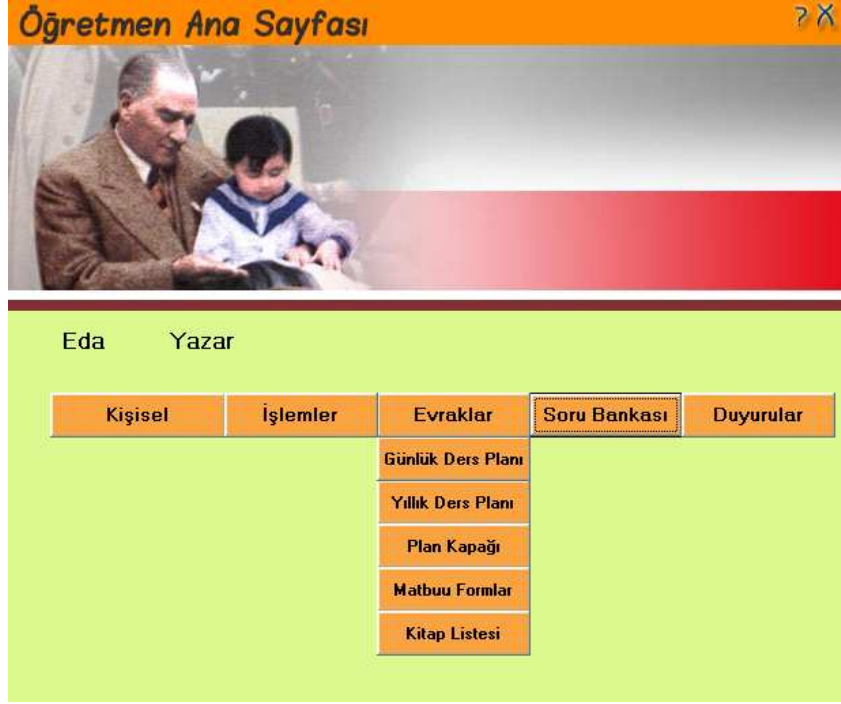 Öğretmen Ana Sayfası ? X
Eda Yazar
Kişisel İşlemler Evraklar Soru Bankası Duyurular
Günlük Ders Planı
Yıllık Ders Planı
Plan Kapağı
Matbuu Formlar
Kitap Listesi